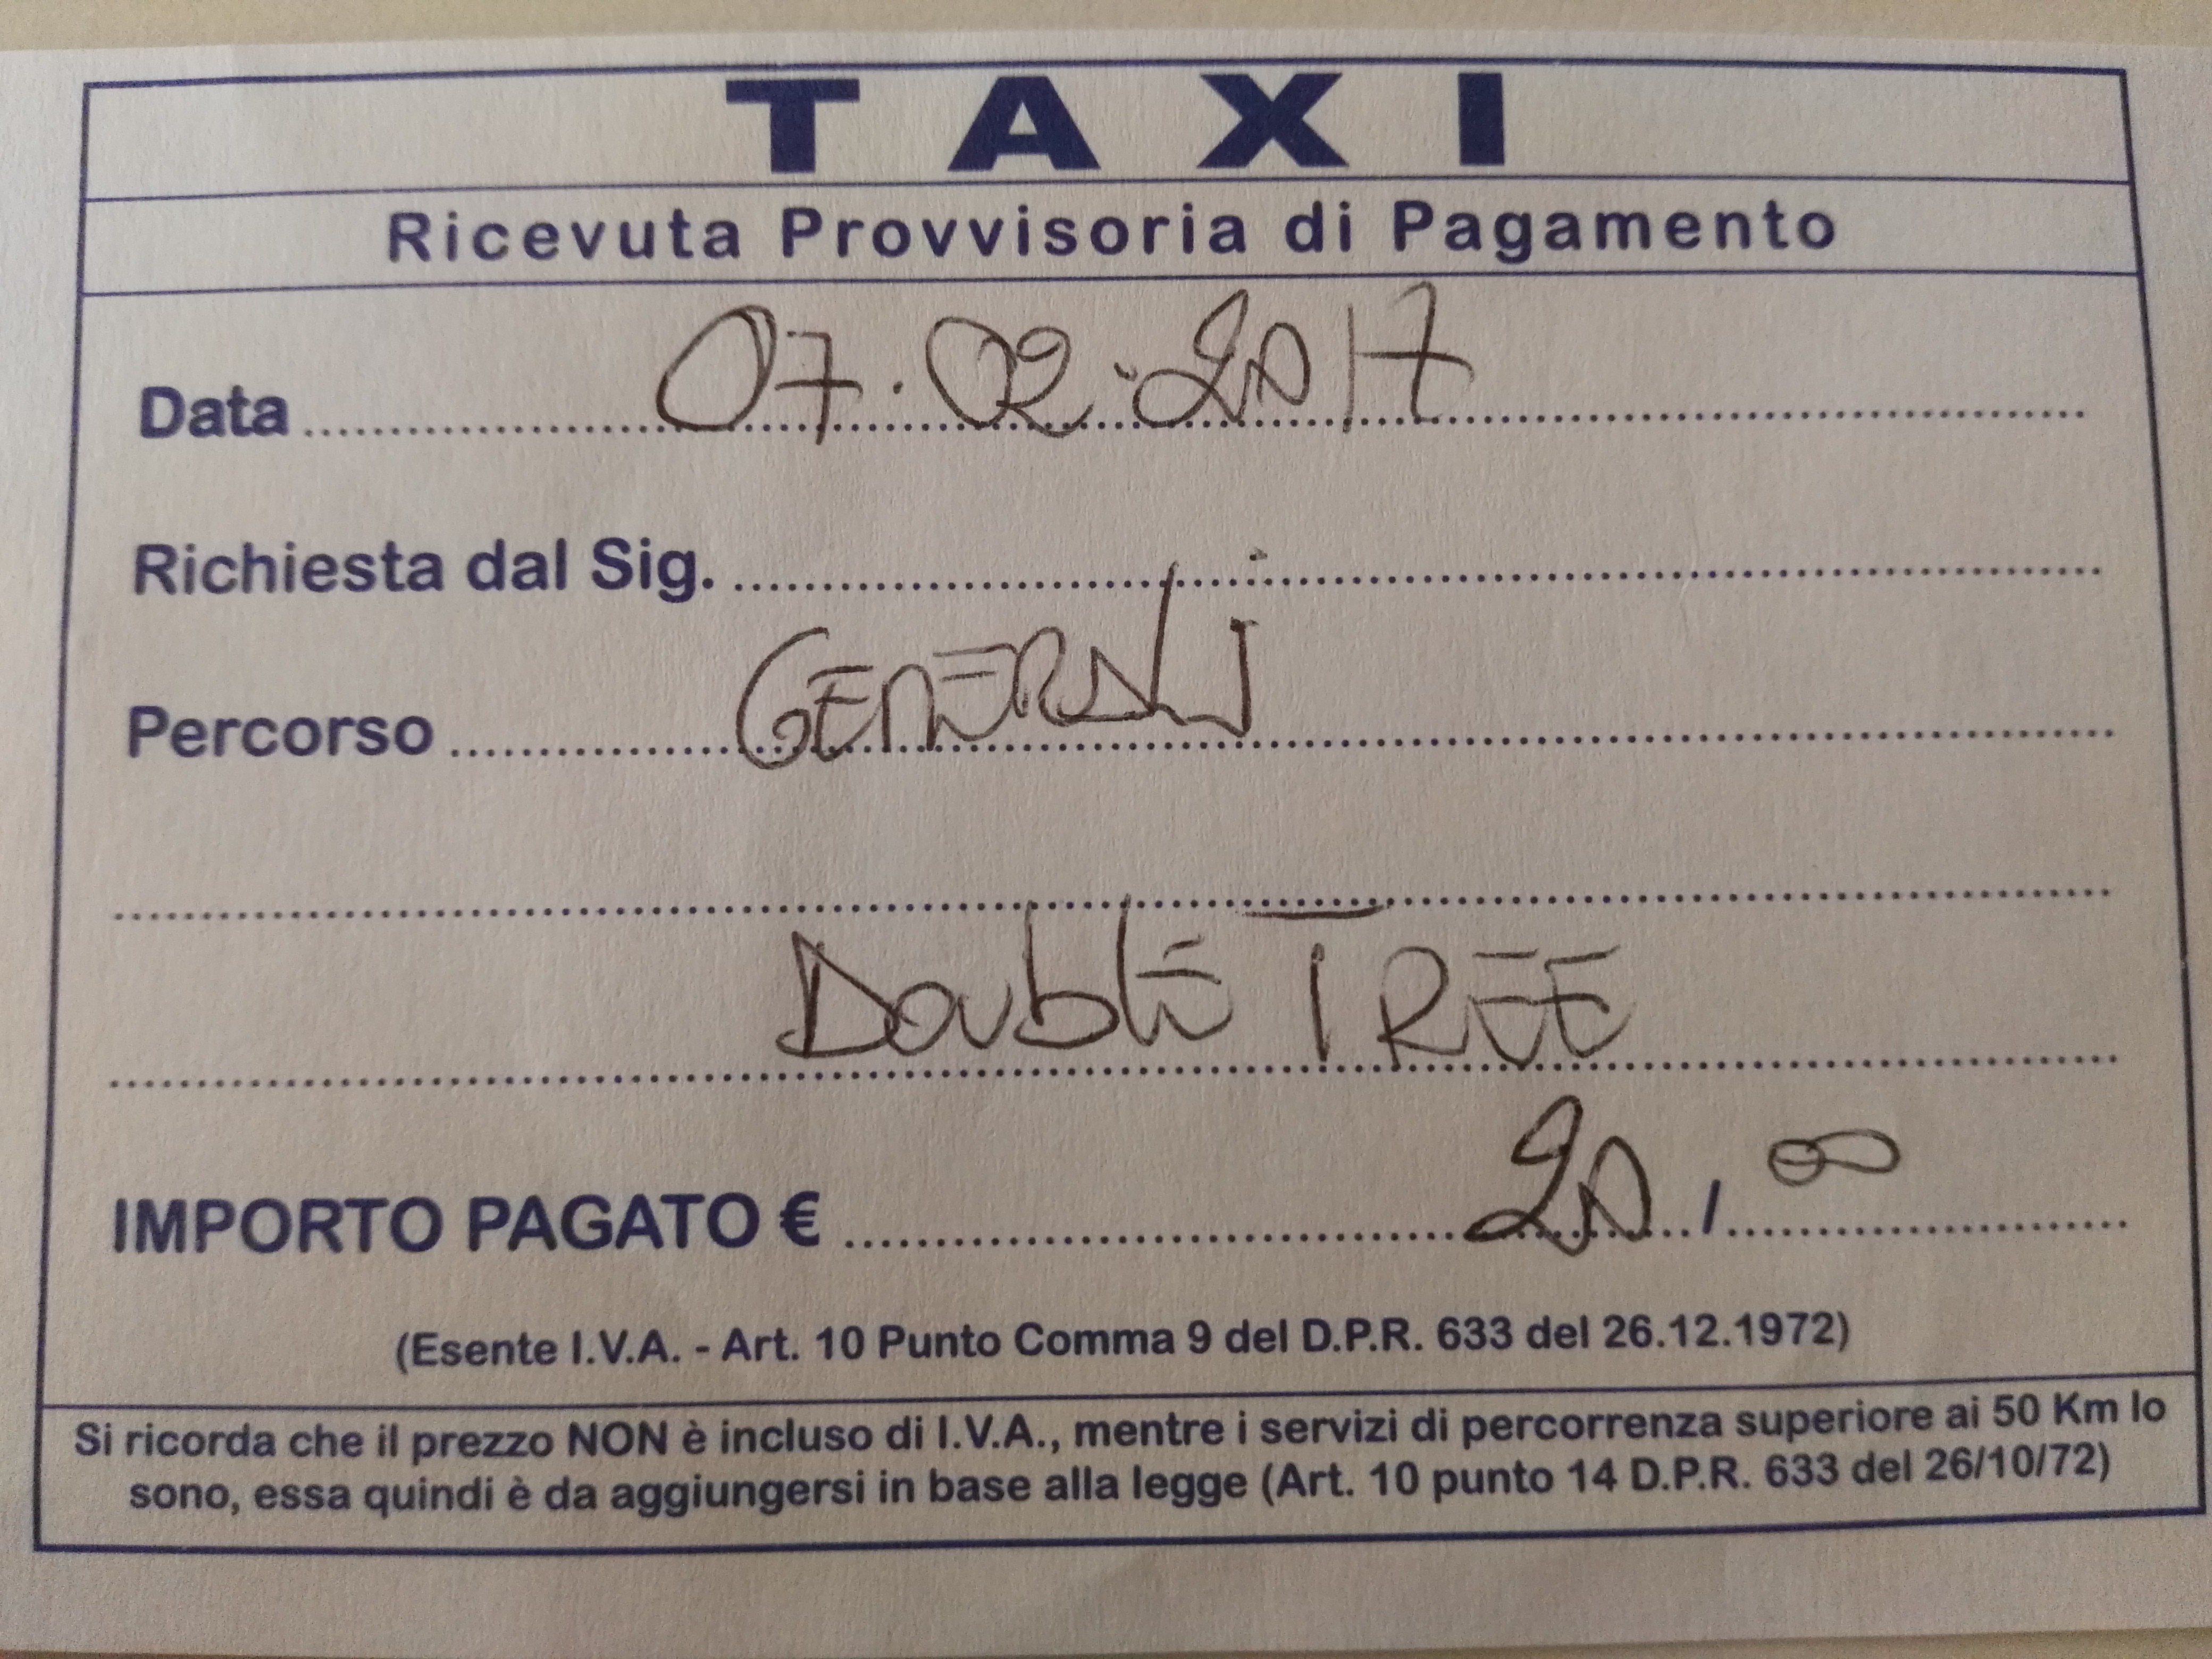 TAXI
Ricevuta Provvisoria di Pagamento
Data 07.02.2017
Richiesta dal Sig.
Percorso GENERALi
DoublE TREE
IMPORTO PAGATO € 20,00
(Esente I.V.A. - Art. 10 Punto Comma 9 del D.P.R. 633 del 26.12.1972)
Si ricorda che il prezzo NON è incluso di I.V.A., mentre i servizi di percorrenza superiore ai 50 Km lo
sono, essa quindi è da aggiungersi in base alla legge (Art. 10 punto 14 D.P.R. 633 del 26/10/72)